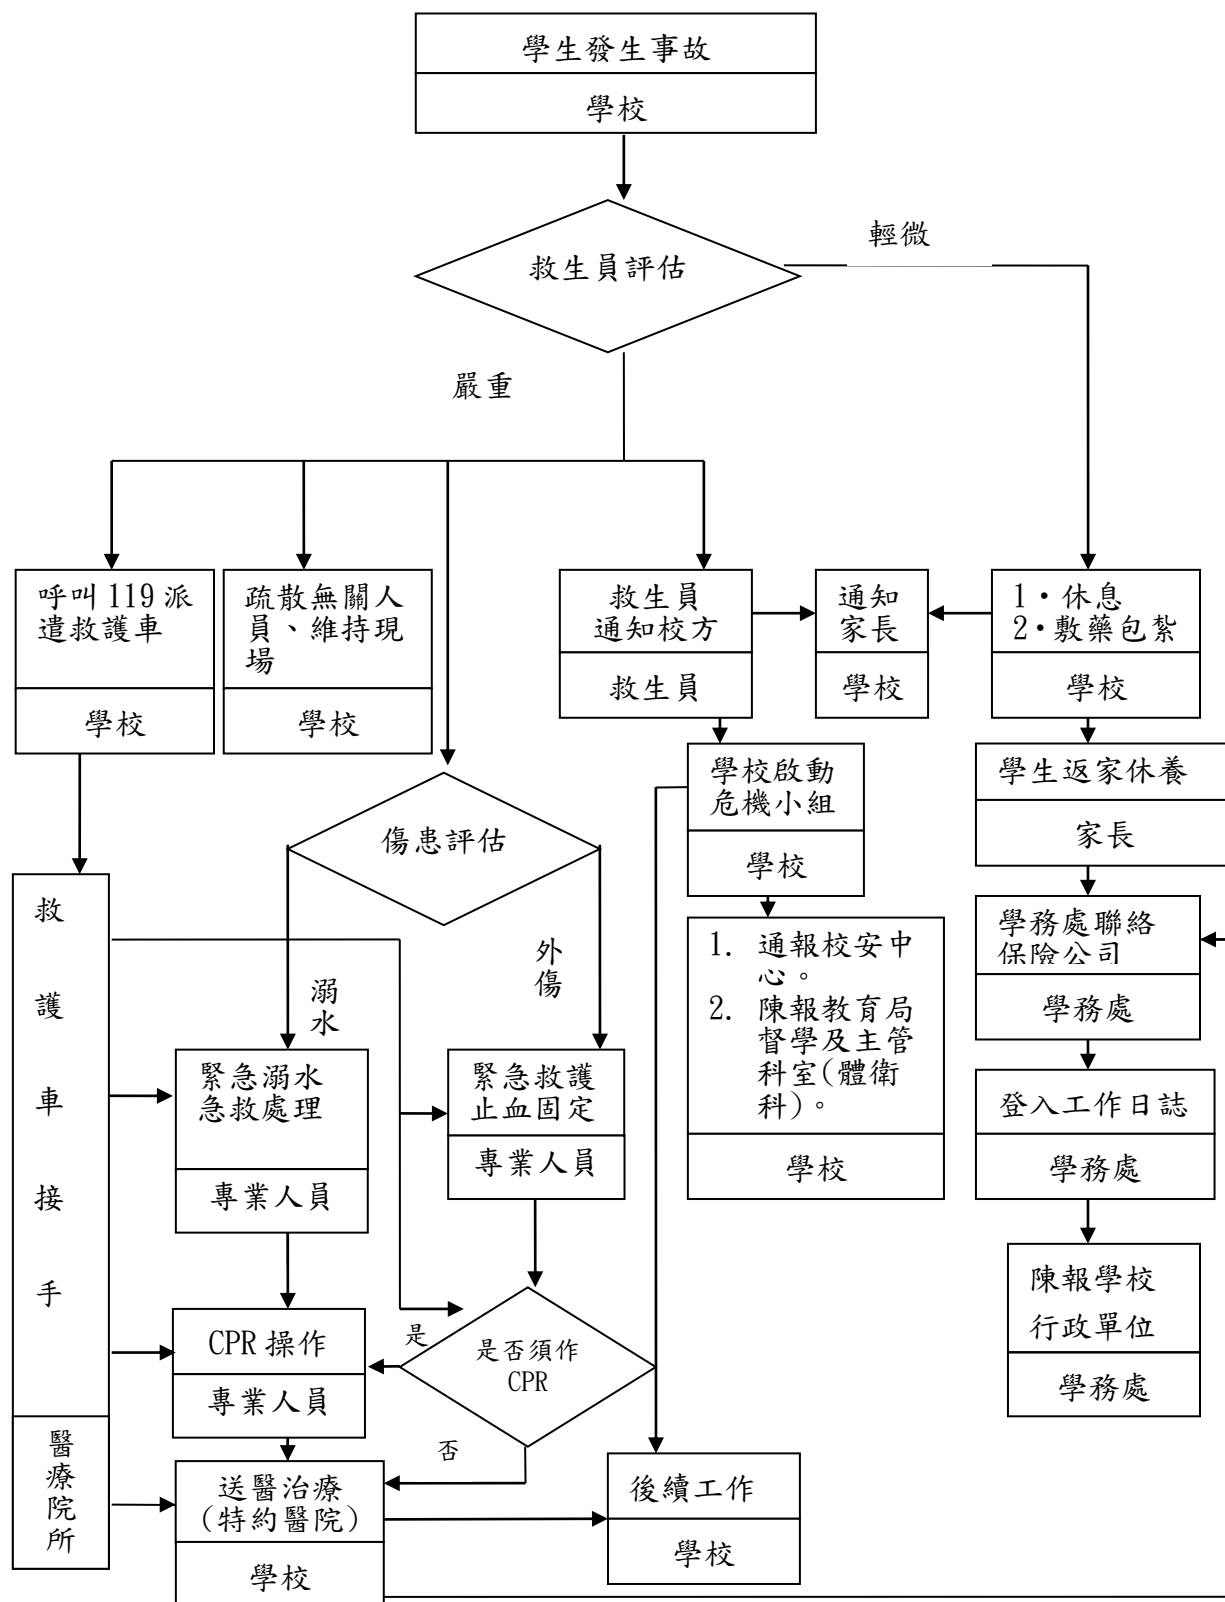 學生發生事故
學校
救生員評估
輕微
嚴重
呼叫119派
遣救護車
學校
疏散無關人
員、維持現
場
學校
救生員
通知校方
救生員
通知
家長
學校
1•休息
2•敷藥包紮
學校
學校啟動
危機小組
學校
學生返家休養
家長
傷患評估
溺水
外傷
救護車接手
醫療院所
1. 通報校安中
心。
2. 陳報教育局
督學及主管
科室(體衛
科)。
學校
學務處聯絡
保險公司
學務處
緊急溺水
急救處理
專業人員
緊急救護
止血固定
專業人員
登入工作日誌
學務處
陳報學校
行政單位
學務處
CPR操作
專業人員
是
是否須作
CPR
否
送醫治療
(特約醫院)
學校
後續工作
學校